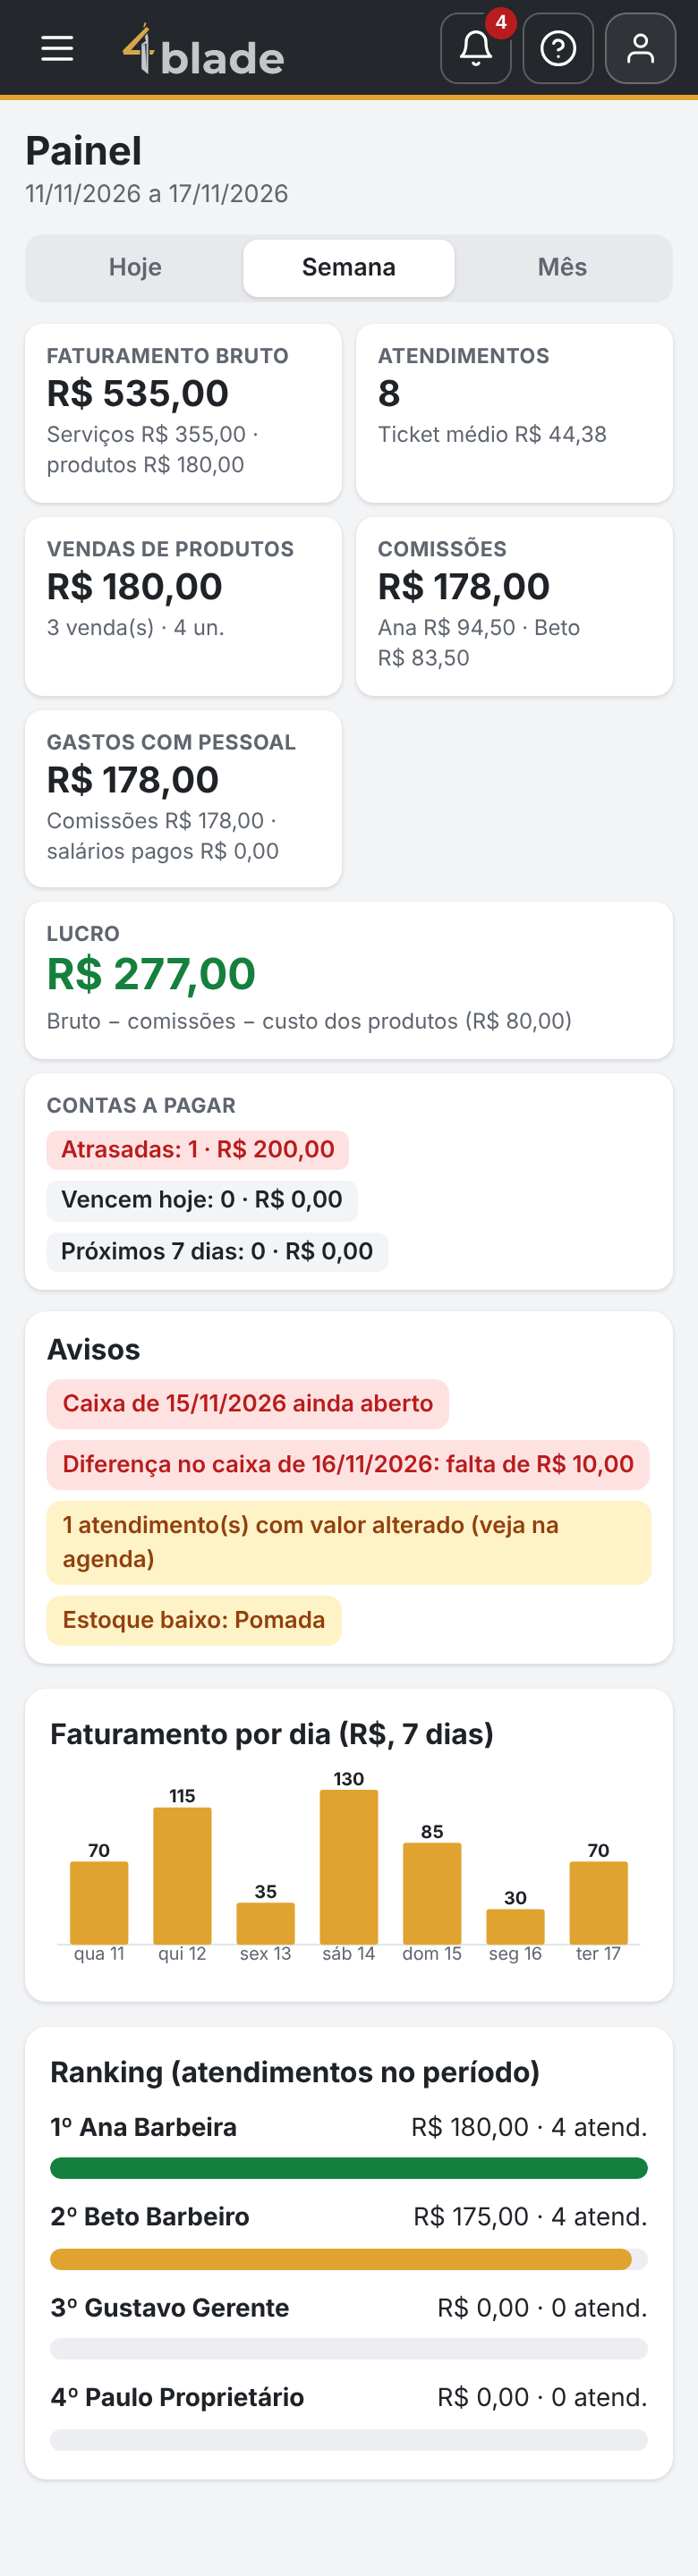 4blade
4
Painel
11/11/2026 a 17/11/2026
Hoje
Semana
Mês
FATURAMENTO BRUTO
R$ 535,00
Serviços R$ 355,00 ·
produtos R$ 180,00
ATENDIMENTOS
8
Ticket médio R$ 44,38
VENDAS DE PRODUTOS
R$ 180,00
3 venda(s) · 4 un.
COMISSÕES
R$ 178,00
Ana R$ 94,50 · Beto
R$ 83,50
GASTOS COM PESSOAL
R$ 178,00
Comissões R$ 178,00 ·
salários pagos R$ 0,00
LUCRO
R$ 277,00
Bruto − comissões − custo dos produtos (R$ 80,00)
CONTAS A PAGAR
Atrasadas: 1 · R$ 200,00
Vencem hoje: 0 · R$ 0,00
Próximos 7 dias: 0 · R$ 0,00
Avisos
Caixa de 15/11/2026 ainda aberto
Diferença no caixa de 16/11/2026: falta de R$ 10,00
1 atendimento(s) com valor alterado (veja na
agenda)
Estoque baixo: Pomada
Faturamento por dia (R$, 7 dias)
70
115
35
130
85
30
70
qua 11
qui 12
sex 13
sáb 14
dom 15
seg 16
ter 17
Ranking (atendimentos no período)
1º Ana Barbeira
R$ 180,00 · 4 atend.
2º Beto Barbeiro
R$ 175,00 · 4 atend.
3º Gustavo Gerente
R$ 0,00 · 0 atend.
4º Paulo Proprietário
R$ 0,00 · 0 atend.